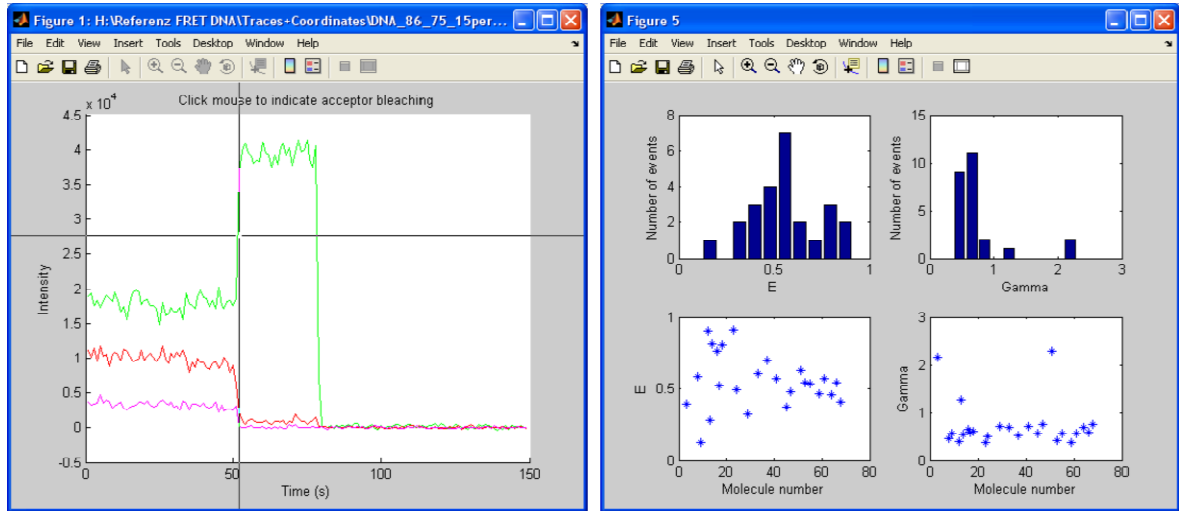 Figure 1: H:\Referenz FRET DNA\Traces+Coordinates\DNA_86_75_15per...
File Edit View Insert Tools Desktop Window Help
Click mouse to indicate acceptor bleaching
x 10^4
4.5
4
3.5
3
2.5
2
1.5
1
0.5
0
-0.5
Intensity
0 50 100 150
Time (s)
Figure 5
File Edit View Insert Tools Desktop Window Help
8
6
4
2
0
Number of events
0 0.5 1
E
15
10
5
0
Number of events
0 1 2 3
Gamma
1
0.5
0
E
0 20 40 60 80
Molecule number
3
2
1
0
Gamma
0 20 40 60 80
Molecule number